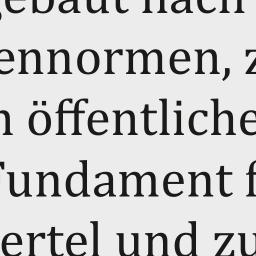 gebaut nach
ennormen, z
n öffentliche
Fundament f
ertel und zu